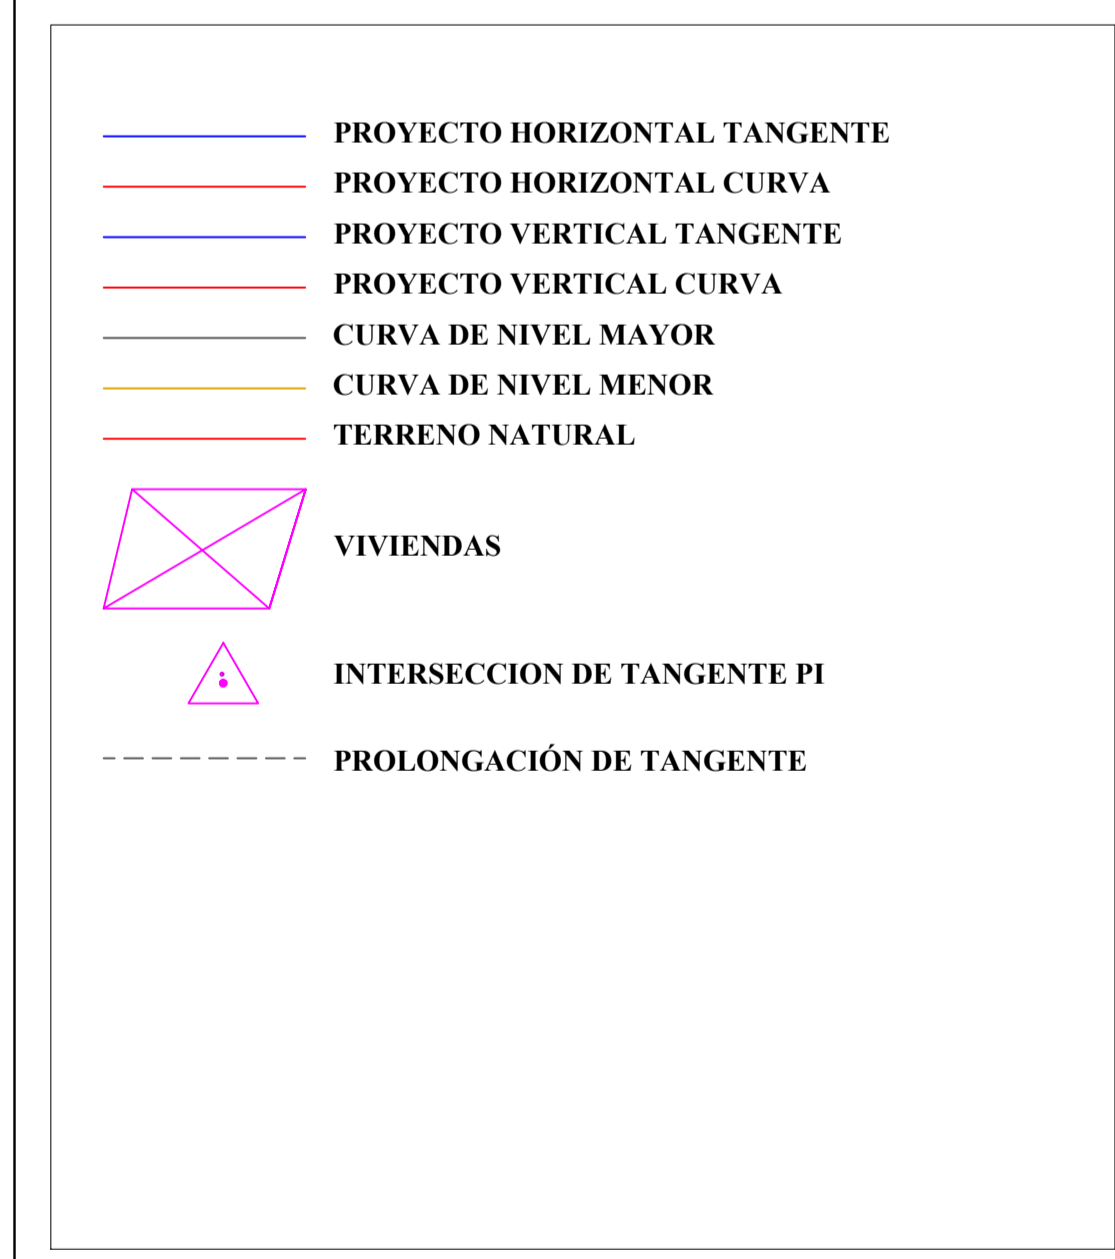 PROYECTO HORIZONTAL TANGENTE
PROYECTO HORIZONTAL CURVA
PROYECTO VERTICAL TANGENTE
PROYECTO VERTICAL CURVA
CURVA DE NIVEL MAYOR
CURVA DE NIVEL MENOR
TERRENO NATURAL
VIVIENDAS
INTERSECCION DE TANGENTE PI
PROLONGACIÓN DE TANGENTE